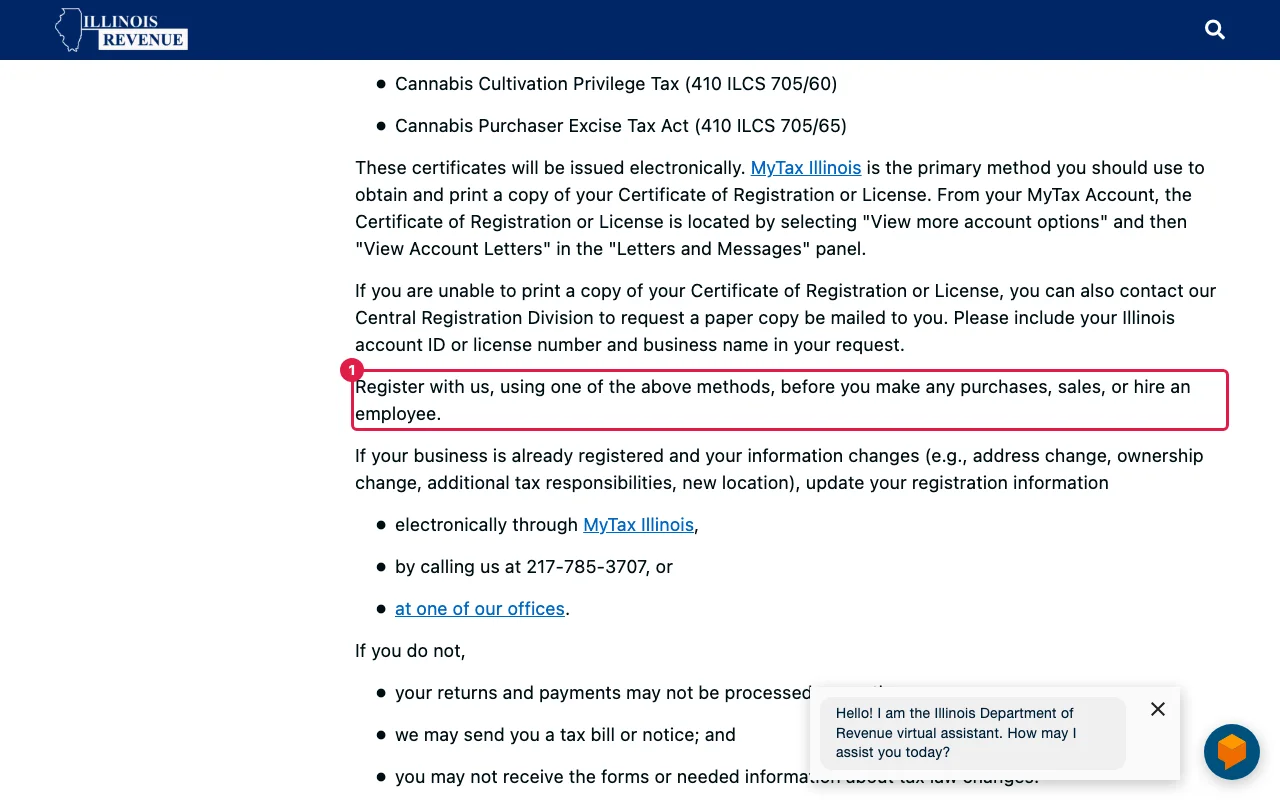 ILLINOIS
REVENUE
• Cannabis Cultivation Privilege Tax (410 ILCS 705/60)
• Cannabis Purchaser Excise Tax Act (410 ILCS 705/65)
These certificates will be issued electronically. MyTax Illinois is the primary method you should use to
obtain and print a copy of your Certificate of Registration or License. From your MyTax Account, the
Certificate of Registration or License is located by selecting "View more account options" and then
"View Account Letters" in the "Letters and Messages" panel.
If you are unable to print a copy of your Certificate of Registration or License, you can also contact our
Central Registration Division to request a paper copy be mailed to you. Please include your Illinois
account ID or license number and business name in your request.
1
Register with us, using one of the above methods, before you make any purchases, sales, or hire an
employee.
If your business is already registered and your information changes (e.g., address change, ownership
change, additional tax responsibilities, new location), update your registration information
• electronically through MyTax Illinois,
• by calling us at 217-785-3707, or
• at one of our offices.
If you do not,
• your returns and payments may not be processed
• we may send you a tax bill or notice; and
• you may not receive the forms or needed information about tax law changes.
Hello! I am the Illinois Department of
Revenue virtual assistant. How may I
assist you today?